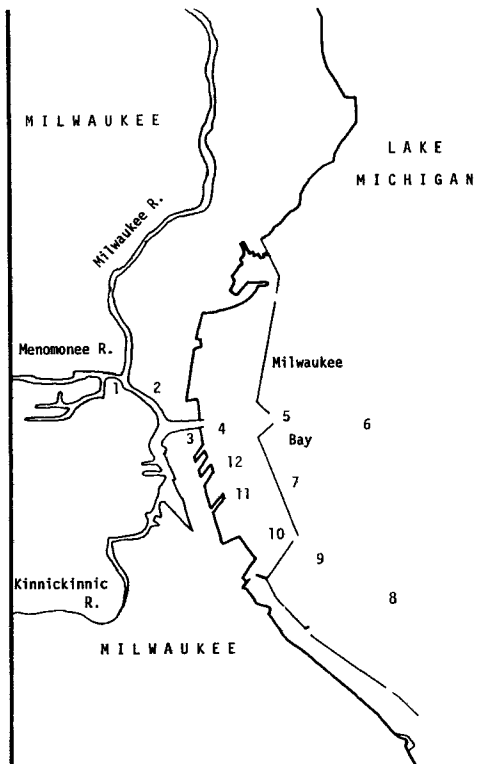 MILWAUKEE
LAKE
MICHIGAN
Milwaukee R.
Menomonee R.
Milwaukee
1
2
5
6
Bay
3
4
12
7
11
10
9
Kinnickinnic
R.
8
MILWAUKEE